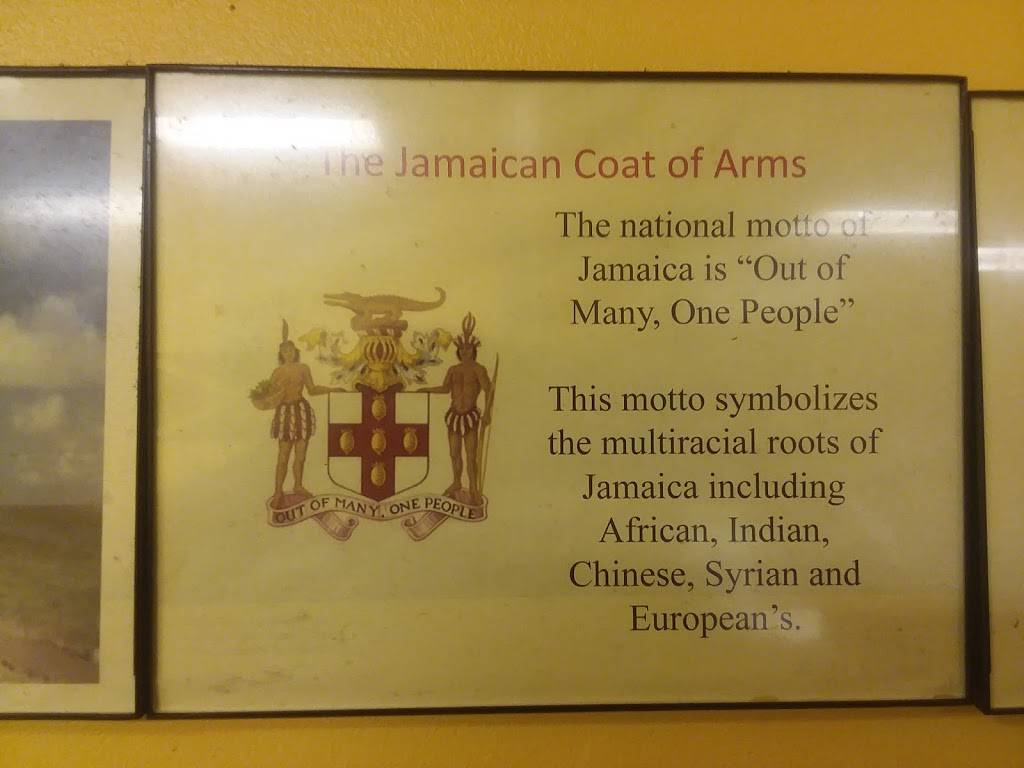 The Jamaican Coat of Arms
The national motto of
Jamaica is “Out of
Many, One People”
This motto symbolizes
the multiracial roots of
Jamaica including
African, Indian,
Chinese, Syrian and
European’s.
OUT OF MANY, ONE PEOPLE